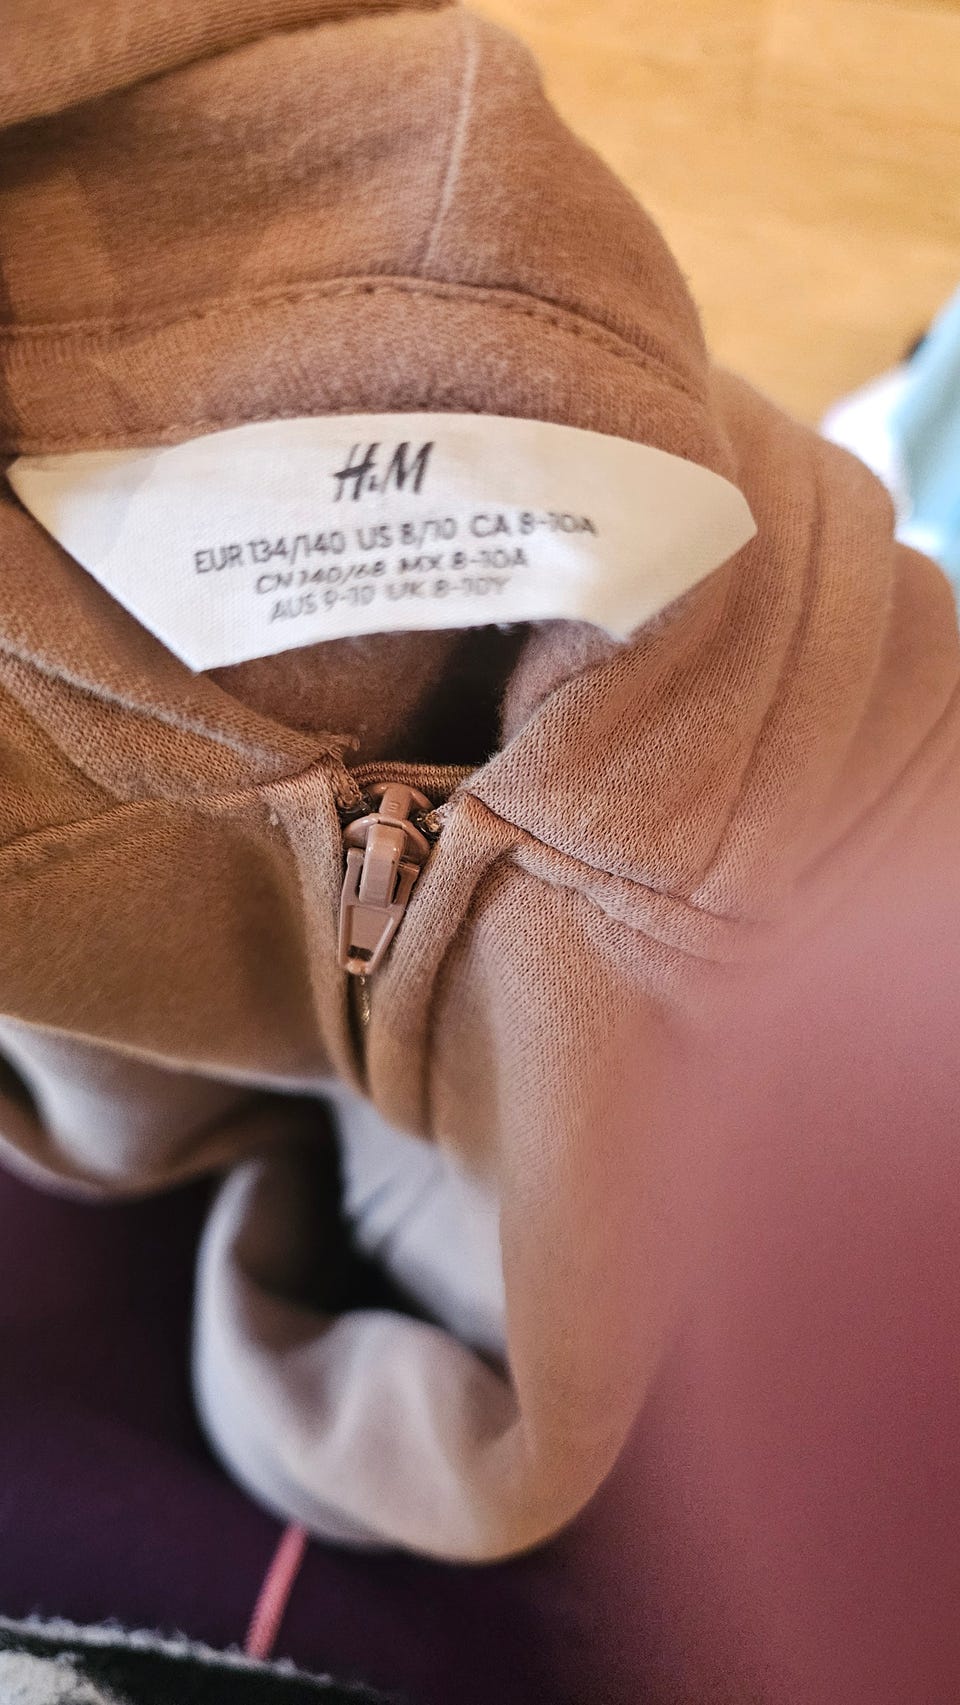 H&M
EUR 134/140 US 8/10 CA 8-10A
CN 140/68 MX 8-10A
AUS 9-10 UK 8-10Y